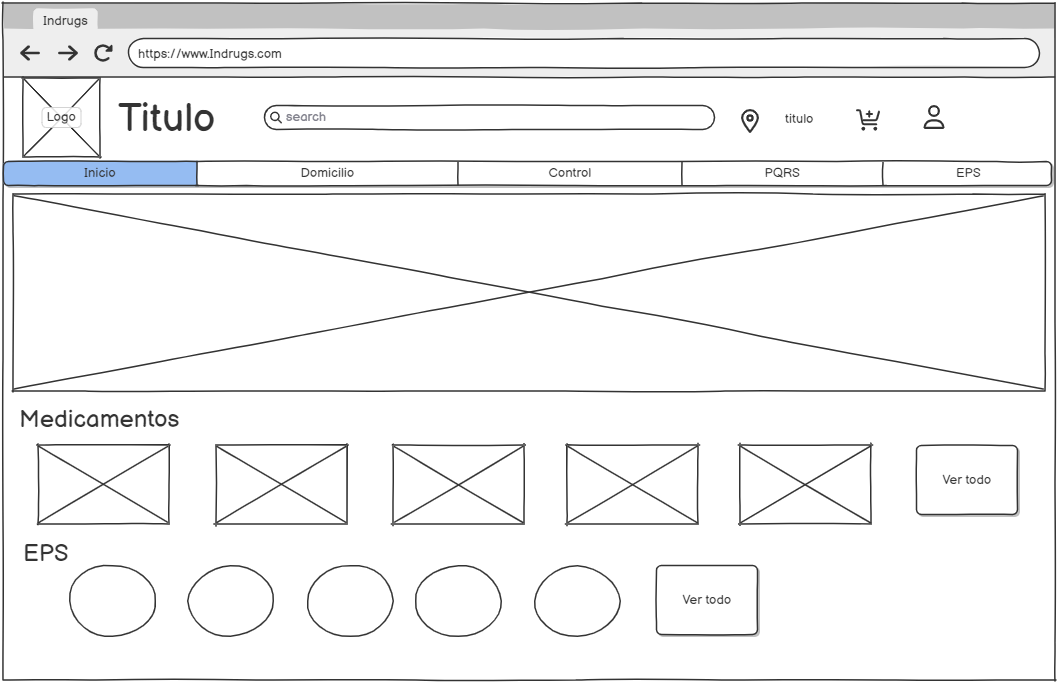 Indrugs
https://www.Indrugs.com
Logo
Titulo
search
titulo
Inicio
Domicilio
Control
PQRS
EPS
Medicamentos
Ver todo
EPS
Ver todo